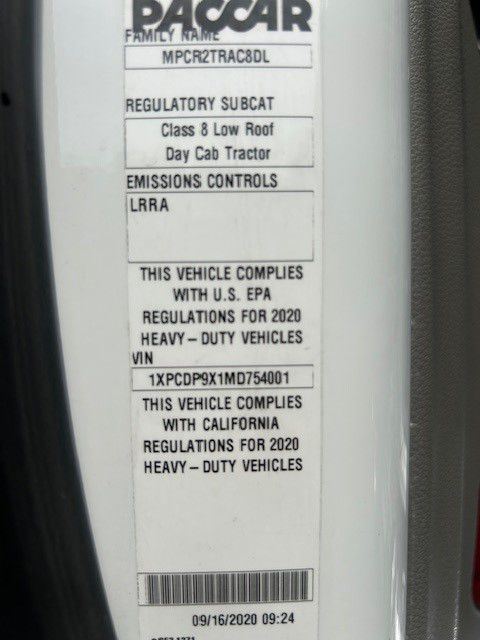 PACCAR
FAMILY NAME
MPCR2TRAC8DL
REGULATORY SUBCAT
Class 8 Low Roof
Day Cab Tractor
EMISSIONS CONTROLS
LRRA
THIS VEHICLE COMPLIES
WITH U.S. EPA
REGULATIONS FOR 2020
HEAVY-DUTY VEHICLES
VIN
1XPCDP9X1MD754001
THIS VEHICLE COMPLIES
WITH CALIFORNIA
REGULATIONS FOR 2020
HEAVY-DUTY VEHICLES
09/16/2020 09:24